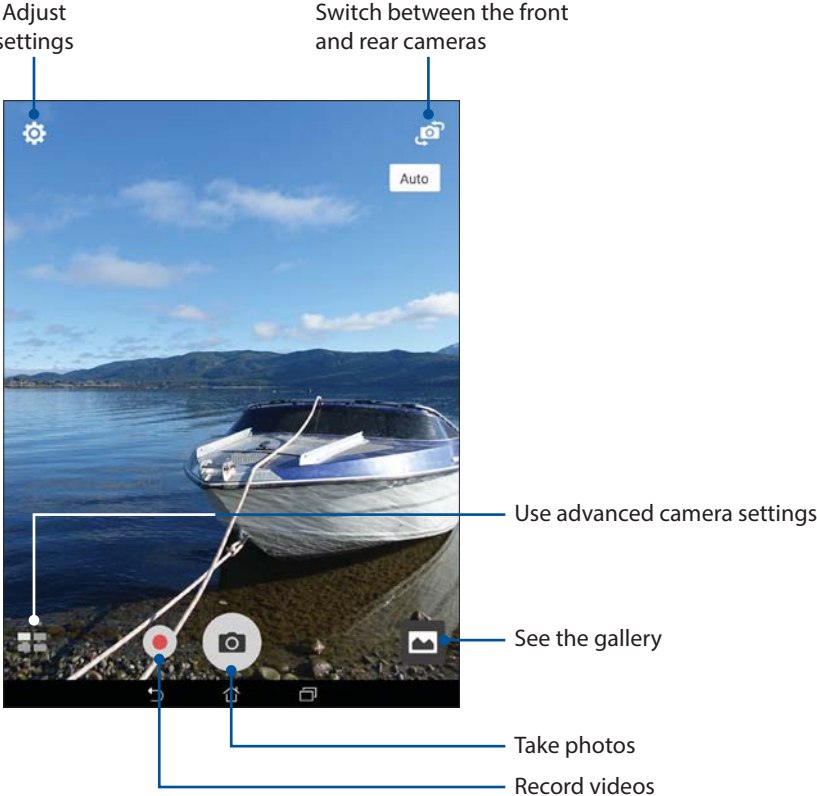 Adjust
settings
Switch between the front
and rear cameras
Auto
Use advanced camera settings
See the gallery
Take photos
Record videos